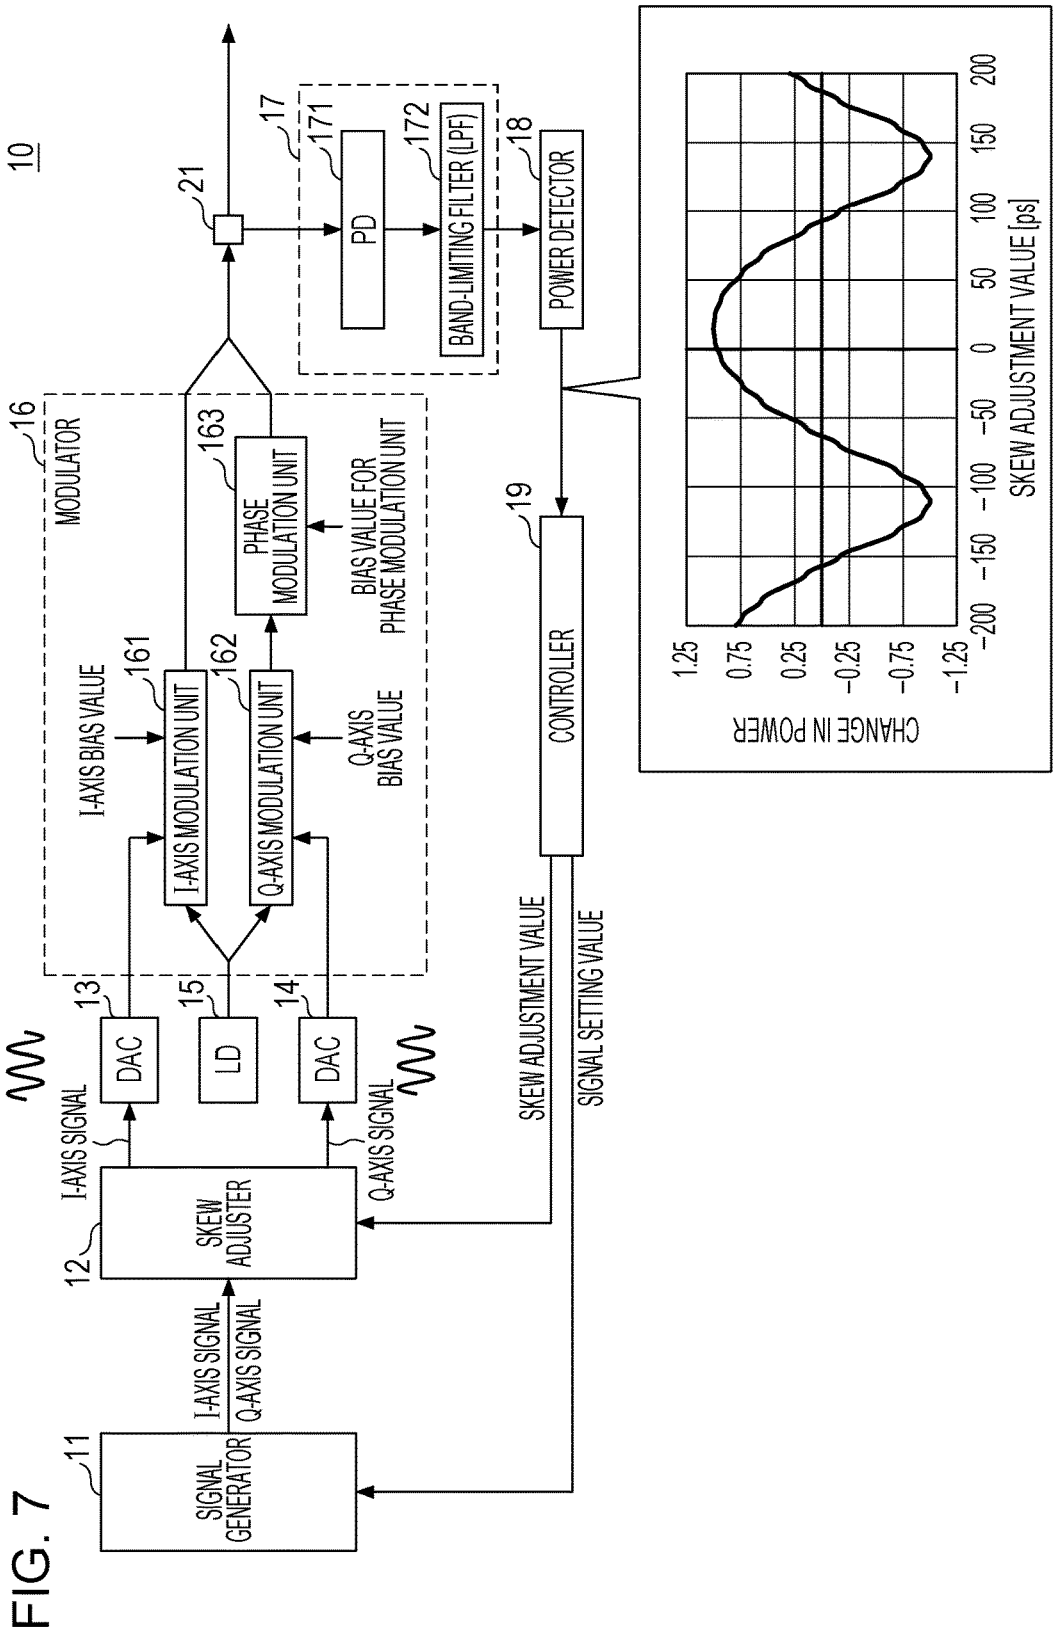 FIG. 7
10
11
SIGNAL
GENERATOR
I-AXIS SIGNAL
Q-AXIS SIGNAL
12
SKEW
ADJUSTER
I-AXIS SIGNAL
Q-AXIS SIGNAL
13
DAC
15
LD
14
DAC
16
MODULATOR
I-AXIS BIAS VALUE
161
I-AXIS MODULATION UNIT
162
Q-AXIS MODULATION UNIT
Q-AXIS
BIAS VALUE
163
PHASE
MODULATION UNIT
BIAS VALUE FOR
PHASE MODULATION UNIT
21
17
171
PD
172
BAND-LIMITING FILTER (LPF)
18
POWER DETECTOR
19
CONTROLLER
SKEW ADJUSTMENT VALUE
SIGNAL SETTING VALUE
CHANGE IN POWER
1.25
0.75
0.25
-0.25
-0.75
-1.25
-200
-150
-100
-50
0
50
100
150
200
SKEW ADJUSTMENT VALUE [ps]